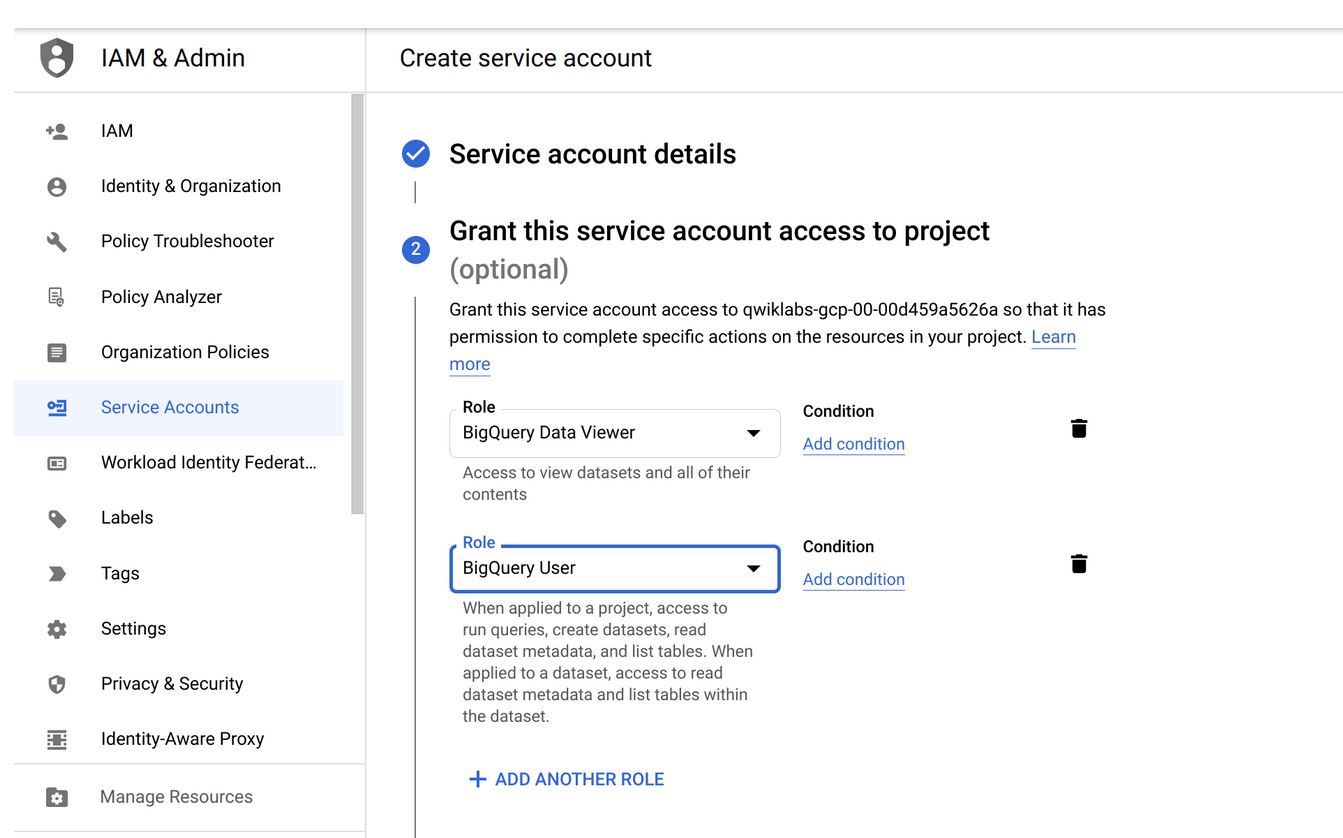 IAM & Admin
Create service account
IAM
Identity & Organization
Policy Troubleshooter
Policy Analyzer
Organization Policies
Service Accounts
Workload Identity Federat...
Labels
Tags
Settings
Privacy & Security
Identity-Aware Proxy
Manage Resources
Service account details
2
Grant this service account access to project
(optional)
Grant this service account access to qwiklabs-gcp-00-00d459a5626a so that it has
permission to complete specific actions on the resources in your project. Learn
more
Role
BigQuery Data Viewer
Access to view datasets and all of their
contents
Condition
Add condition
Role
BigQuery User
When applied to a project, access to
run queries, create datasets, read
dataset metadata, and list tables. When
applied to a dataset, access to read
dataset metadata and list tables within
the dataset.
Condition
Add condition
ADD ANOTHER ROLE